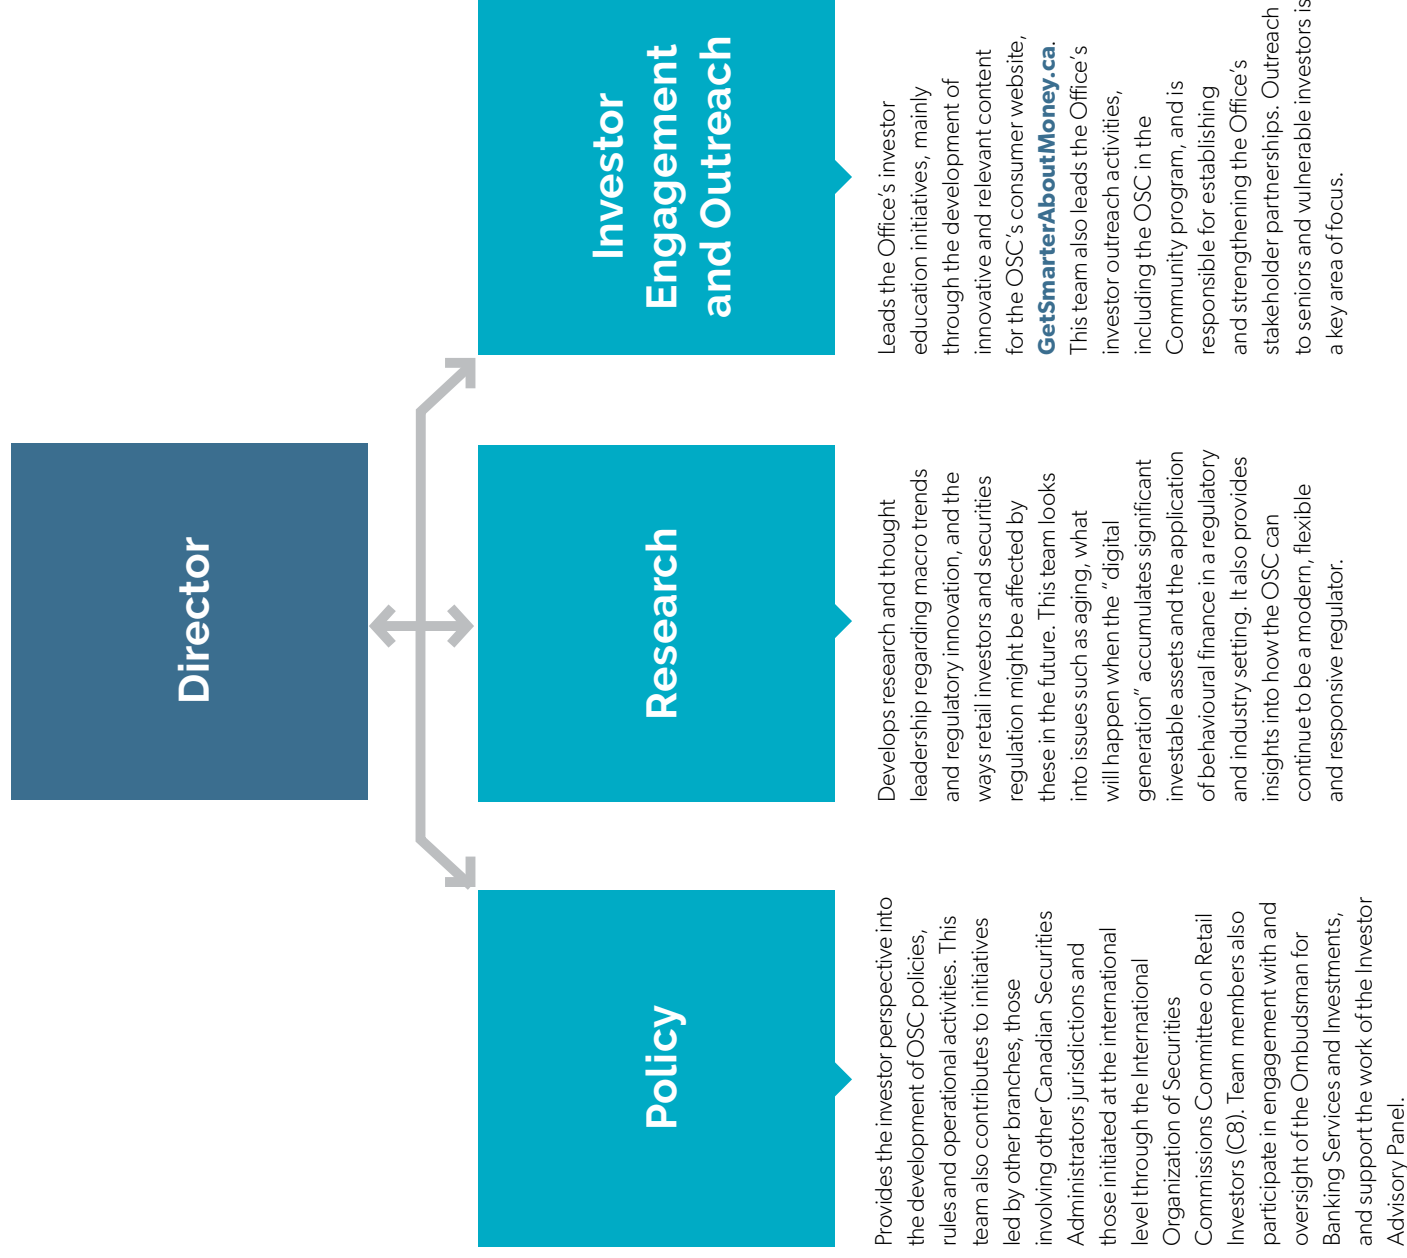 Director
Policy
Provides the investor perspective into
the development of OSC policies,
rules and operational activities. This
team also contributes to initiatives
led by other branches, those
involving other Canadian Securities
Administrators jurisdictions and
those initiated at the international
level through the International
Organization of Securities
Commissions Committee on Retail
Investors (C8). Team members also
participate in engagement with and
oversight of the Ombudsman for
Banking Services and Investments,
and support the work of the Investor
Advisory Panel.
Research
Develops research and thought
leadership regarding macro trends
and regulatory innovation, and the
ways retail investors and securities
regulation might be affected by
these in the future. This team looks
into issues such as aging, what
will happen when the “digital
generation” accumulates significant
investable assets and the application
of behavioural finance in a regulatory
and industry setting. It also provides
insights into how the OSC can
continue to be a modern, flexible
and responsive regulator.
Investor
Engagement
and Outreach
Leads the Office’s investor
education initiatives, mainly
through the development of
innovative and relevant content
for the OSC’s consumer website,
GetSmarterAboutMoney.ca.
This team also leads the Office’s
investor outreach activities,
including the OSC in the
Community program, and is
responsible for establishing
and strengthening the Office’s
stakeholder partnerships. Outreach
to seniors and vulnerable investors is
a key area of focus.